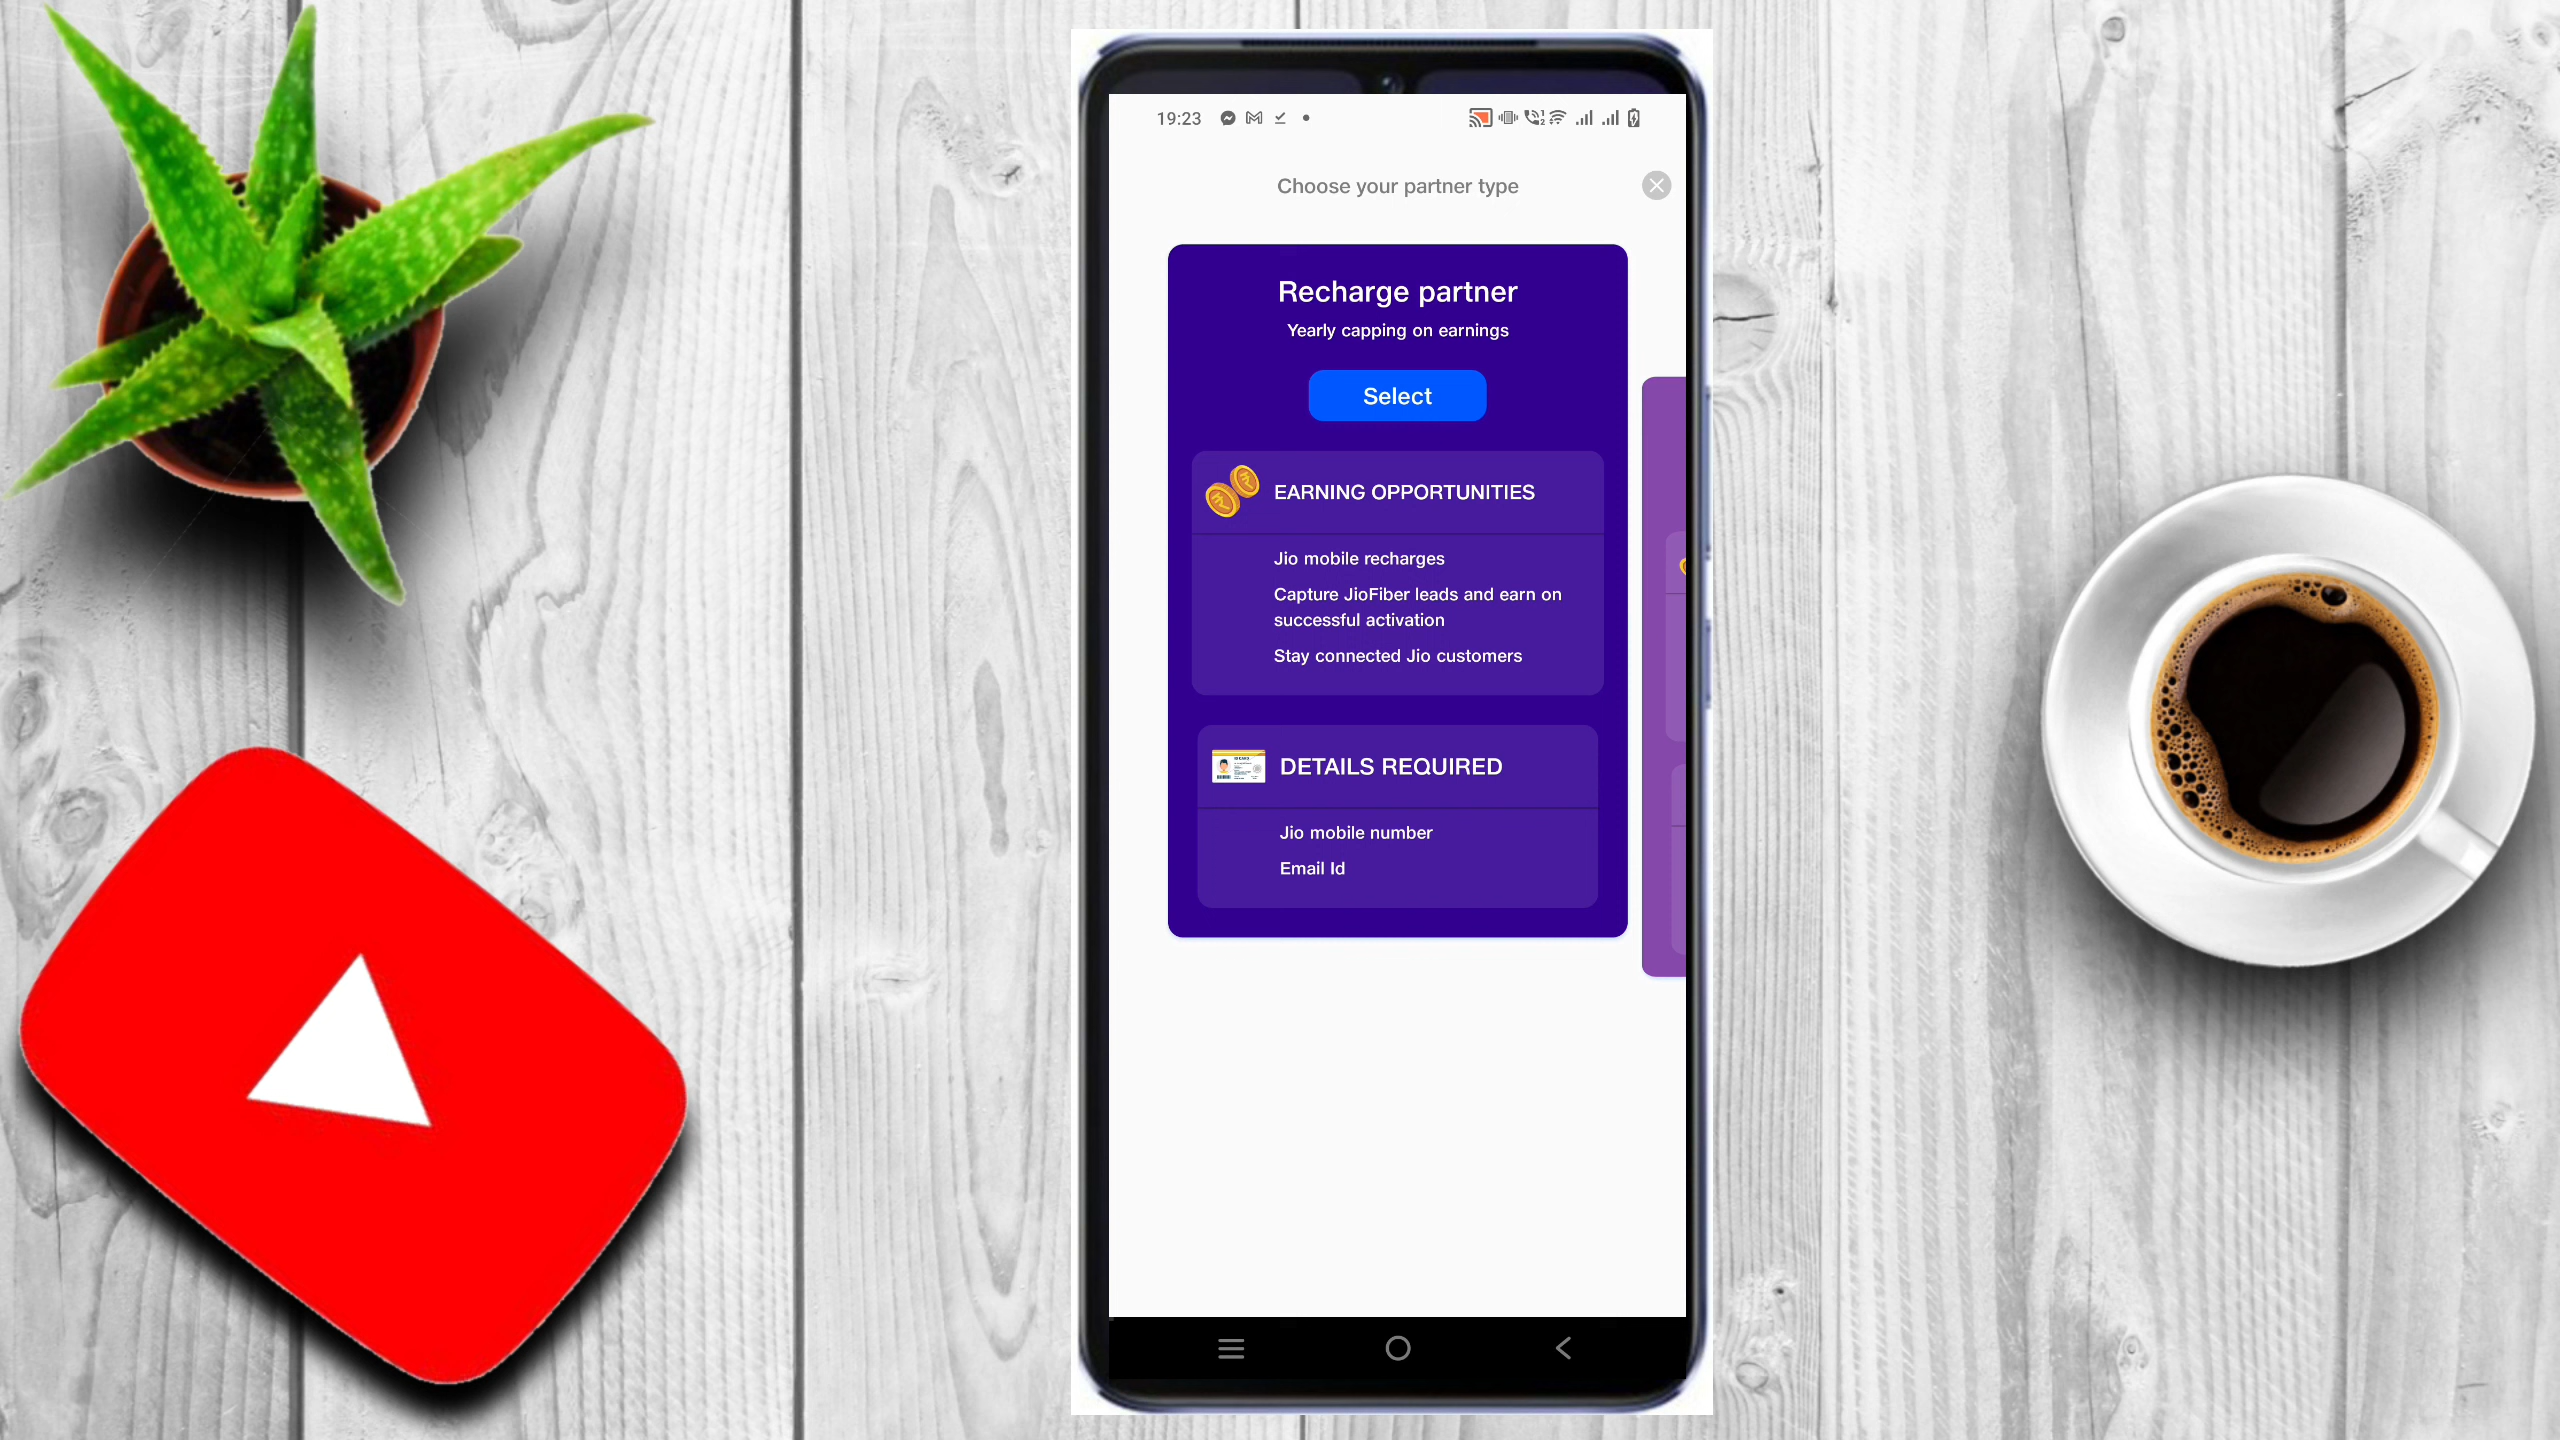 19:23
Choose your partner type
Recharge partner
Yearly capping on earnings
Select
EARNING OPPORTUNITIES
Jio mobile recharges
Capture JioFiber leads and earn on
successful activation
Stay connected Jio customers
DETAILS REQUIRED
Jio mobile number
Email Id